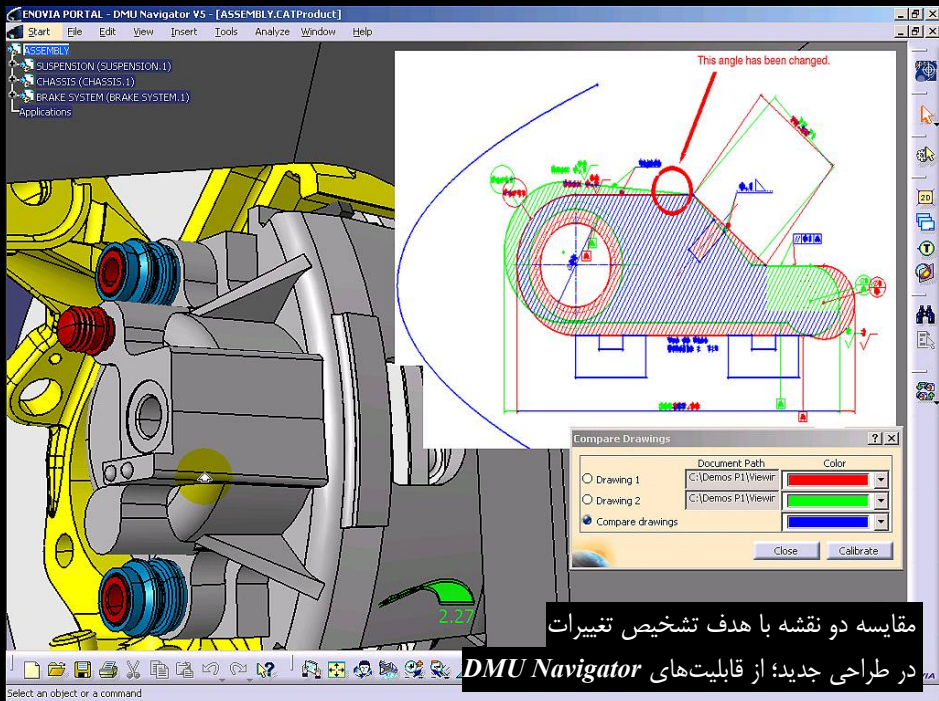 ENOVIA PORTAL - DMU Navigator V5 - [ASSEMBLY.CATProduct]
Start File Edit View Insert Tools Analyze Window Help
ASSEMBLY
SUSPENSION (SUSPENSION.1)
CHASSIS (CHASSIS.1)
BRAKE SYSTEM (BRAKE SYSTEM.1)
Applications
This angle has been changed.
2D
Compare Drawings
Document Path Color
Drawing 1 C:\Demos P1\Viewir
Drawing 2 C:\Demos P1\Viewir
Compare drawings
Close Calibrate
2.27
مقایسه دو نقشه با هدف تشخیص تغییرات
در طراحی جدید؛ از قابلیت‌های DMU Navigator
Select an object or a command